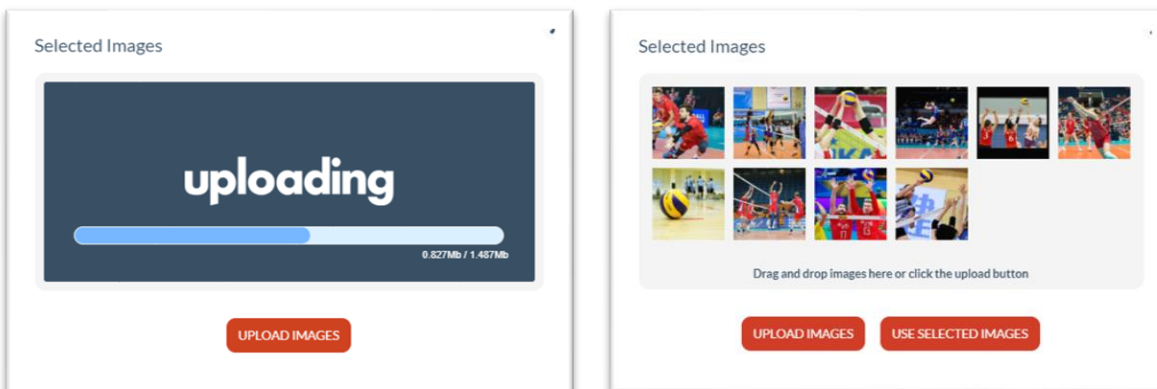 Selected Images
uploading
0.827Mb / 1.487Mb
UPLOAD IMAGES
Selected Images
Drag and drop images here or click the upload button
UPLOAD IMAGES
USE SELECTED IMAGES